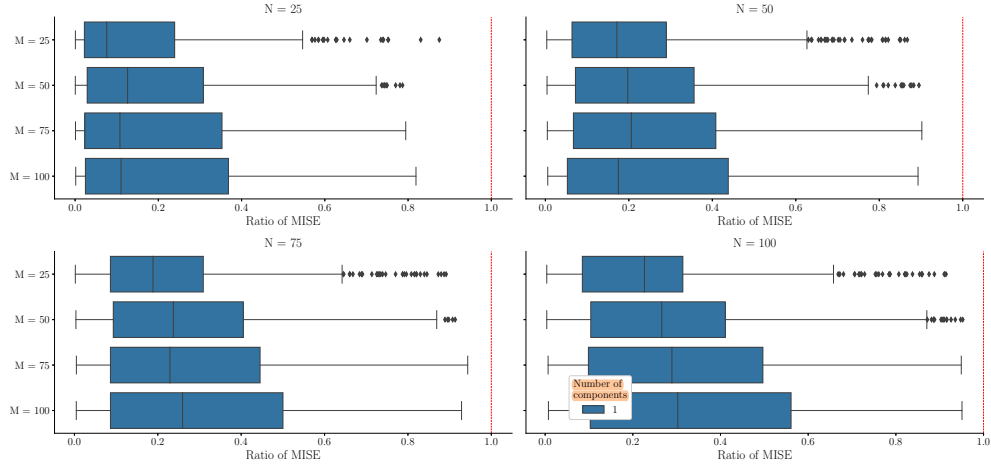 N = 25
M = 25
M = 50
M = 75
M = 100
0.0 0.2 0.4 0.6 0.8 1.0
Ratio of MISE
N = 50
0.0 0.2 0.4 0.6 0.8 1.0
Ratio of MISE
N = 75
M = 25
M = 50
M = 75
M = 100
0.0 0.2 0.4 0.6 0.8 1.0
Ratio of MISE
N = 100
Number of
components
1
0.0 0.2 0.4 0.6 0.8 1.0
Ratio of MISE